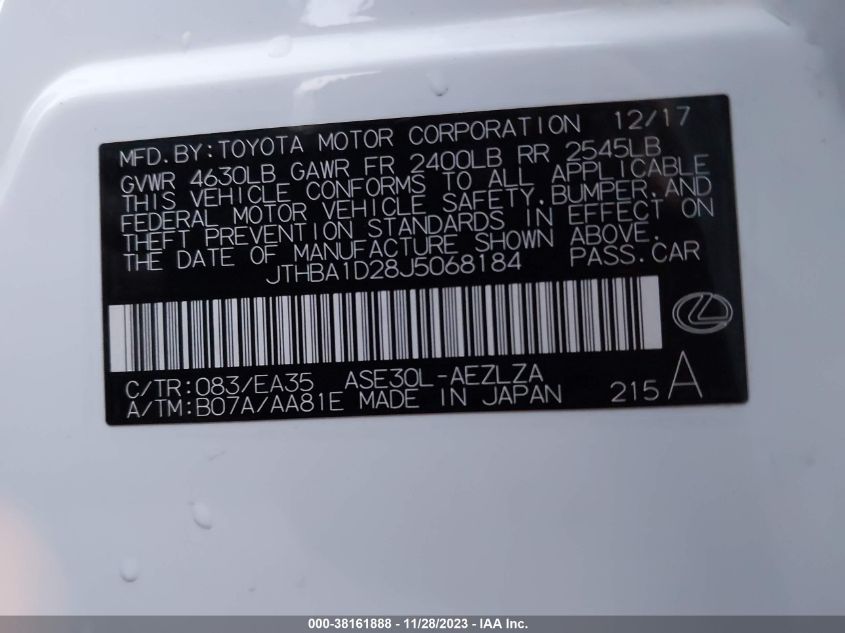 MFD.BY:TOYOTA MOTOR CORPORATION 12/17
GVWR 4630LB GAWR FR 2400LB RR 2545LB
THIS VEHICLE CONFORMS TO ALL APPLICABLE
FEDERAL MOTOR VEHICLE SAFETY,BUMPER,AND
THEFT PREVENTION STANDARDS IN EFFECT ON
THE DATE OF MANUFACTURE SHOWN ABOVE.
JTHBA1D28J5068184 PASS.CAR
C/TR:083/EA35 ASE30L-AEZLZA
A/TM:B07A/AA81E MADE IN JAPAN 215 A
000-38161888 - 11/28/2023 - IAA Inc.